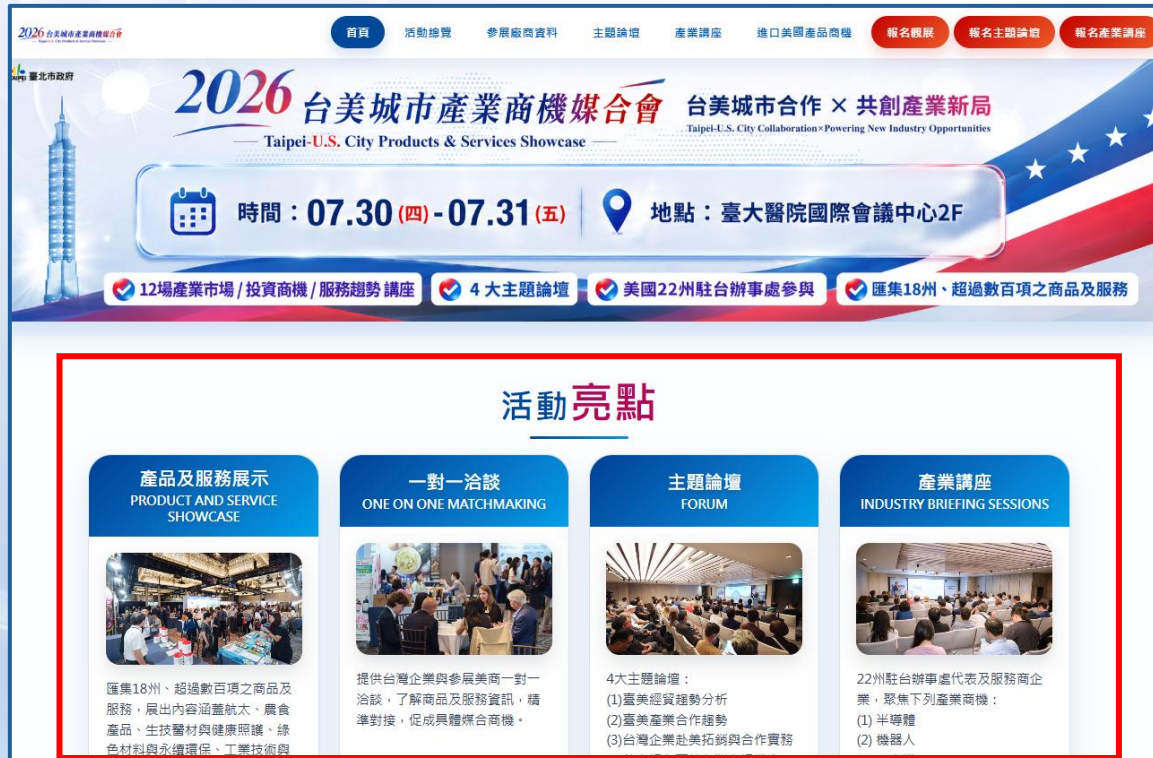 2026 台美城市產業商機媒合會
首頁
活動總覽
參展廠商資料
主題論壇
產業講座
進口美國產品商機
報名觀展
報名主題論壇
報名產業講座
臺北市政府
2026 台美城市產業商機媒合會
Taipei-U.S. City Products & Services Showcase
台美城市合作 × 共創產業新局
Taipei-U.S. City Collaboration×Powering New Industry Opportunities
時間：07.30 (四) - 07.31 (五)
地點：臺大醫院國際會議中心2F
12場產業市場 / 投資商機 / 服務趨勢 講座
4 大主題論壇
美國22州駐台辦事處參與
匯集18州、超過數百項之商品及服務
活動亮點
產品及服務展示
PRODUCT AND SERVICE
SHOWCASE
匯集18州、超過數百項之商品及
服務，展出內容涵蓋航太、農食
產品、生技醫材與健康照護、綠
色材料與永續環保、工業技術與
一對一洽談
ONE ON ONE MATCHMAKING
提供台灣企業與參展美商一對一
洽談，了解商品及服務資訊，精
準對接，促成具體媒合商機。
主題論壇
FORUM
4大主題論壇：
(1)臺美經貿趨勢分析
(2)臺美產業合作趨勢
(3)台灣企業赴美拓銷與合作實務
產業講座
INDUSTRY BRIEFING SESSIONS
22州駐台辦事處代表及服務商企
業，聚焦下列產業商機：
(1) 半導體
(2) 機器人